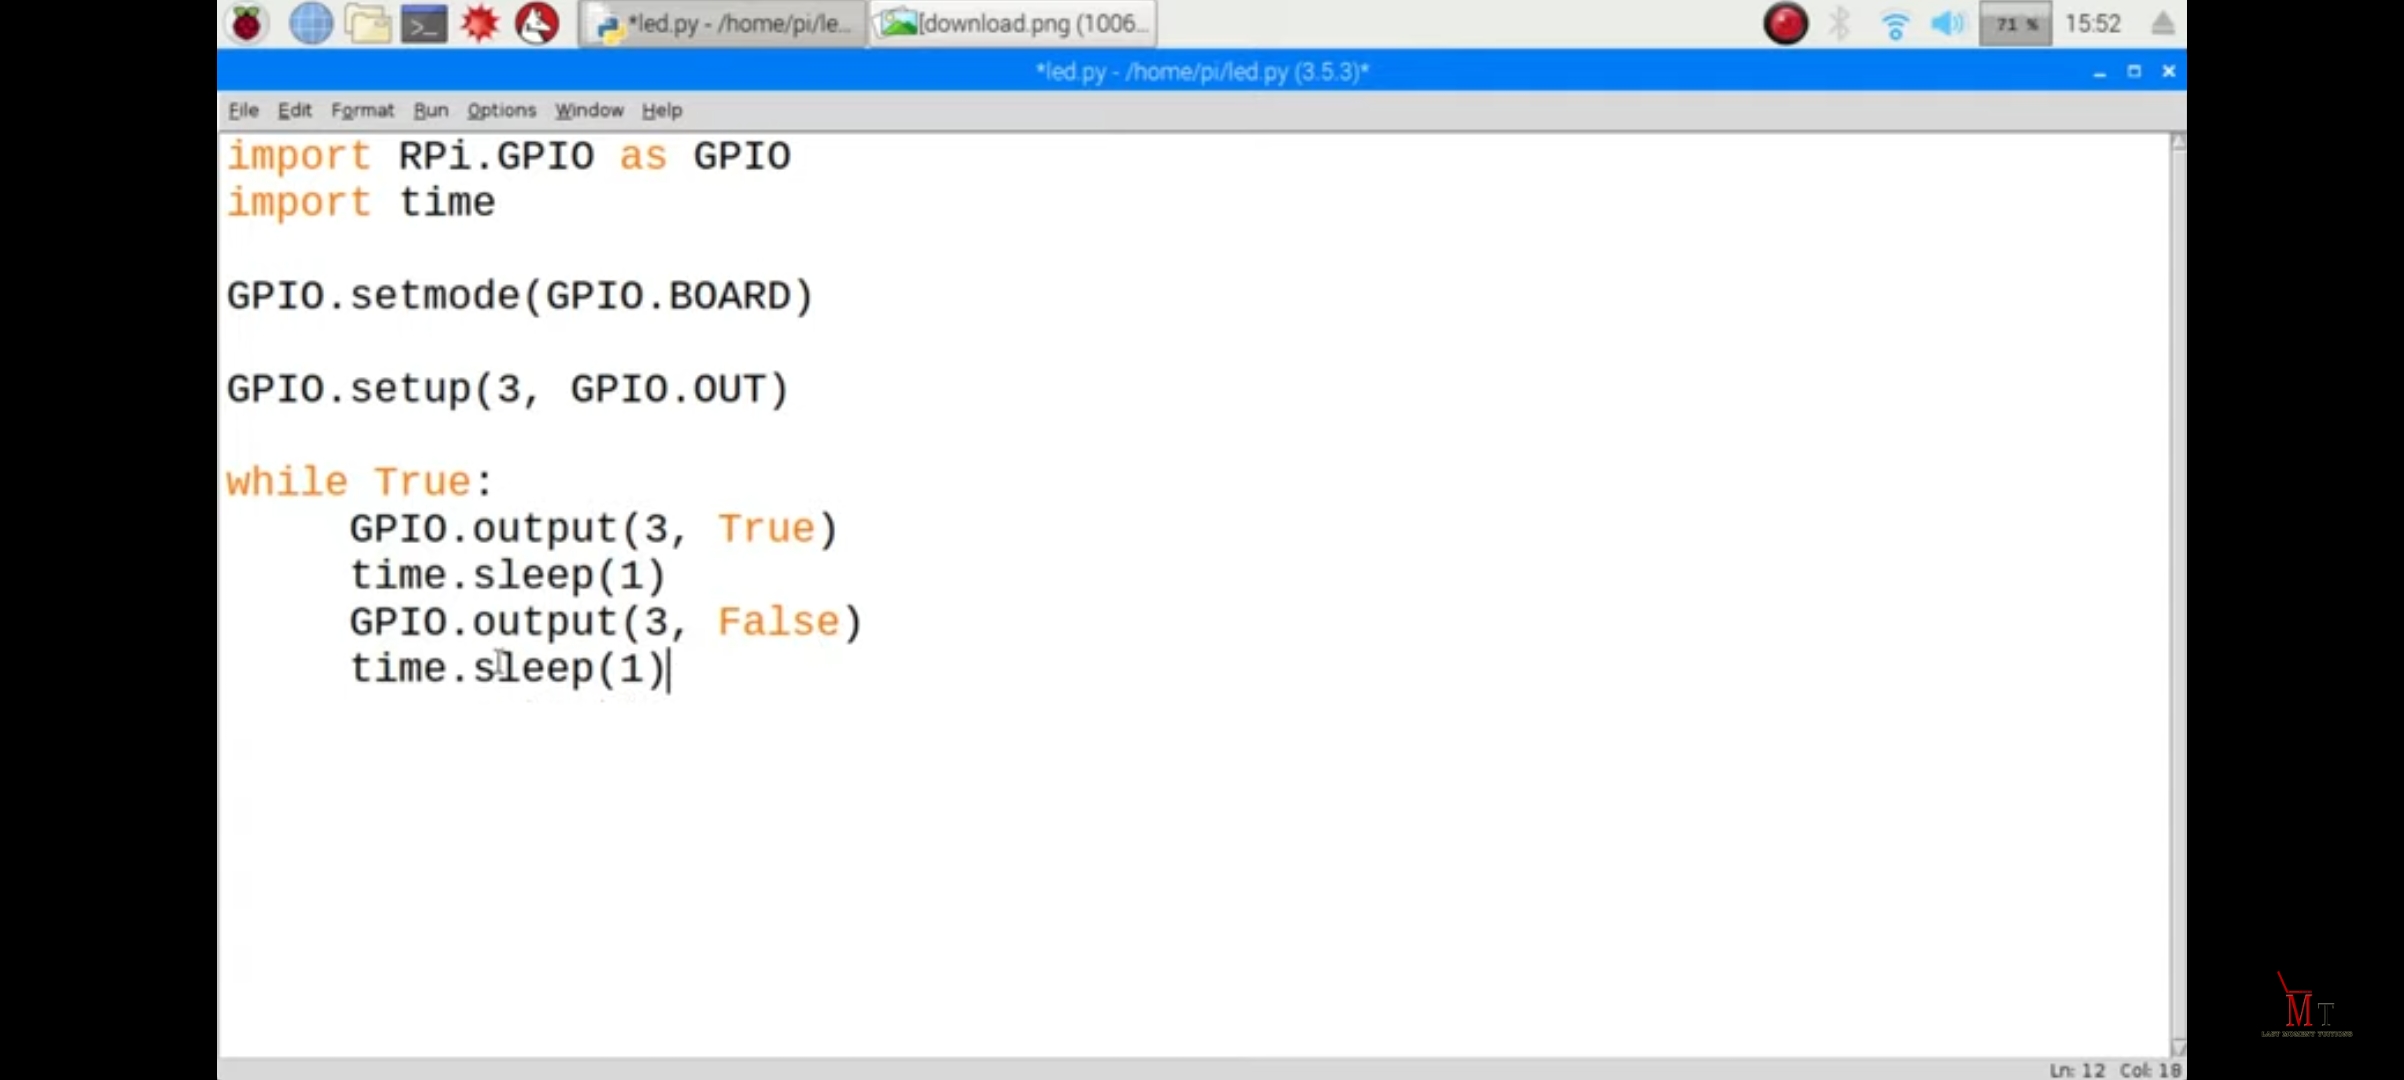 *led.py - /home/pi/le...
[download.png (1006...
71 %
15:52
*led.py - /home/pi/led.py (3.5.3)*
File Edit Format Run Options Window Help
import RPi.GPIO as GPIO
import time
GPIO.setmode(GPIO.BOARD)
GPIO.setup(3, GPIO.OUT)
while True:
GPIO.output(3, True)
time.sleep(1)
GPIO.output(3, False)
time.sleep(1)
MT
LAST MOMENT TUITIONS
Ln: 12 Col: 18